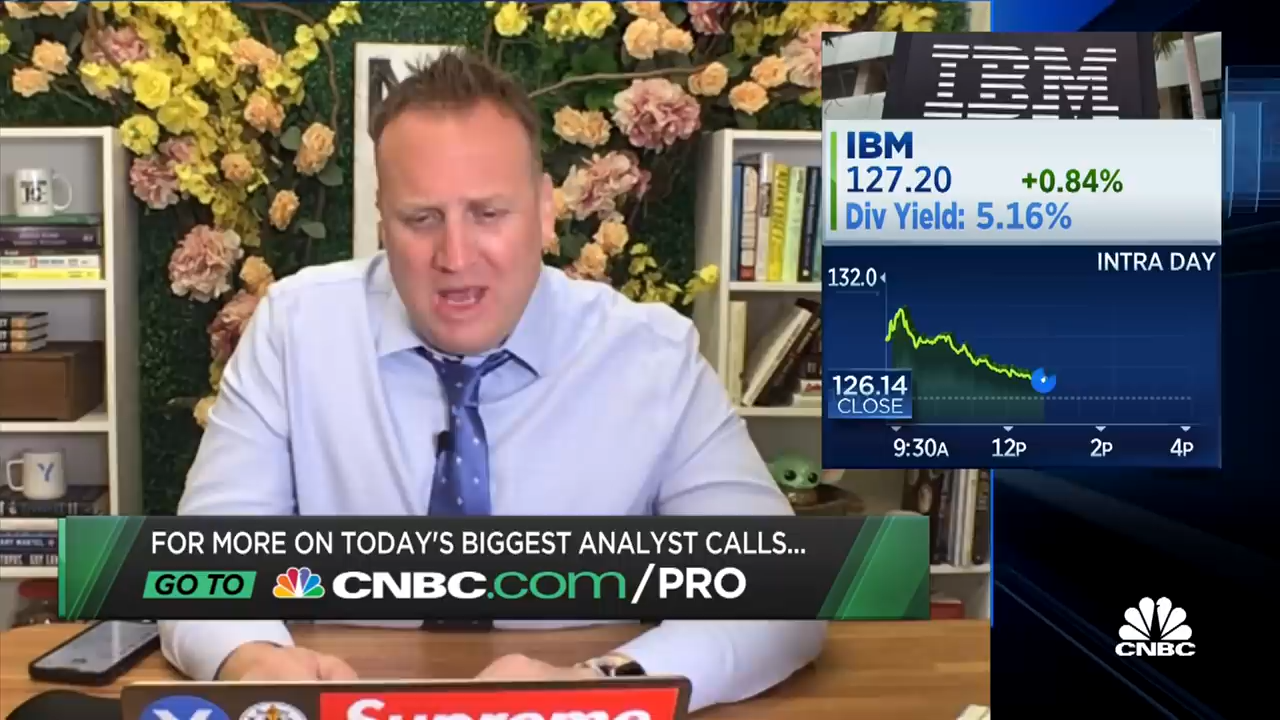 IBM
IBM
127.20 +0.84%
Div Yield: 5.16%
INTRA DAY
132.0
126.14
CLOSE
9:30A 12P 2P 4P
Y
FOR MORE ON TODAY'S BIGGEST ANALYST CALLS...
GO TO CNBC.com/PRO
CNBC
Supreme